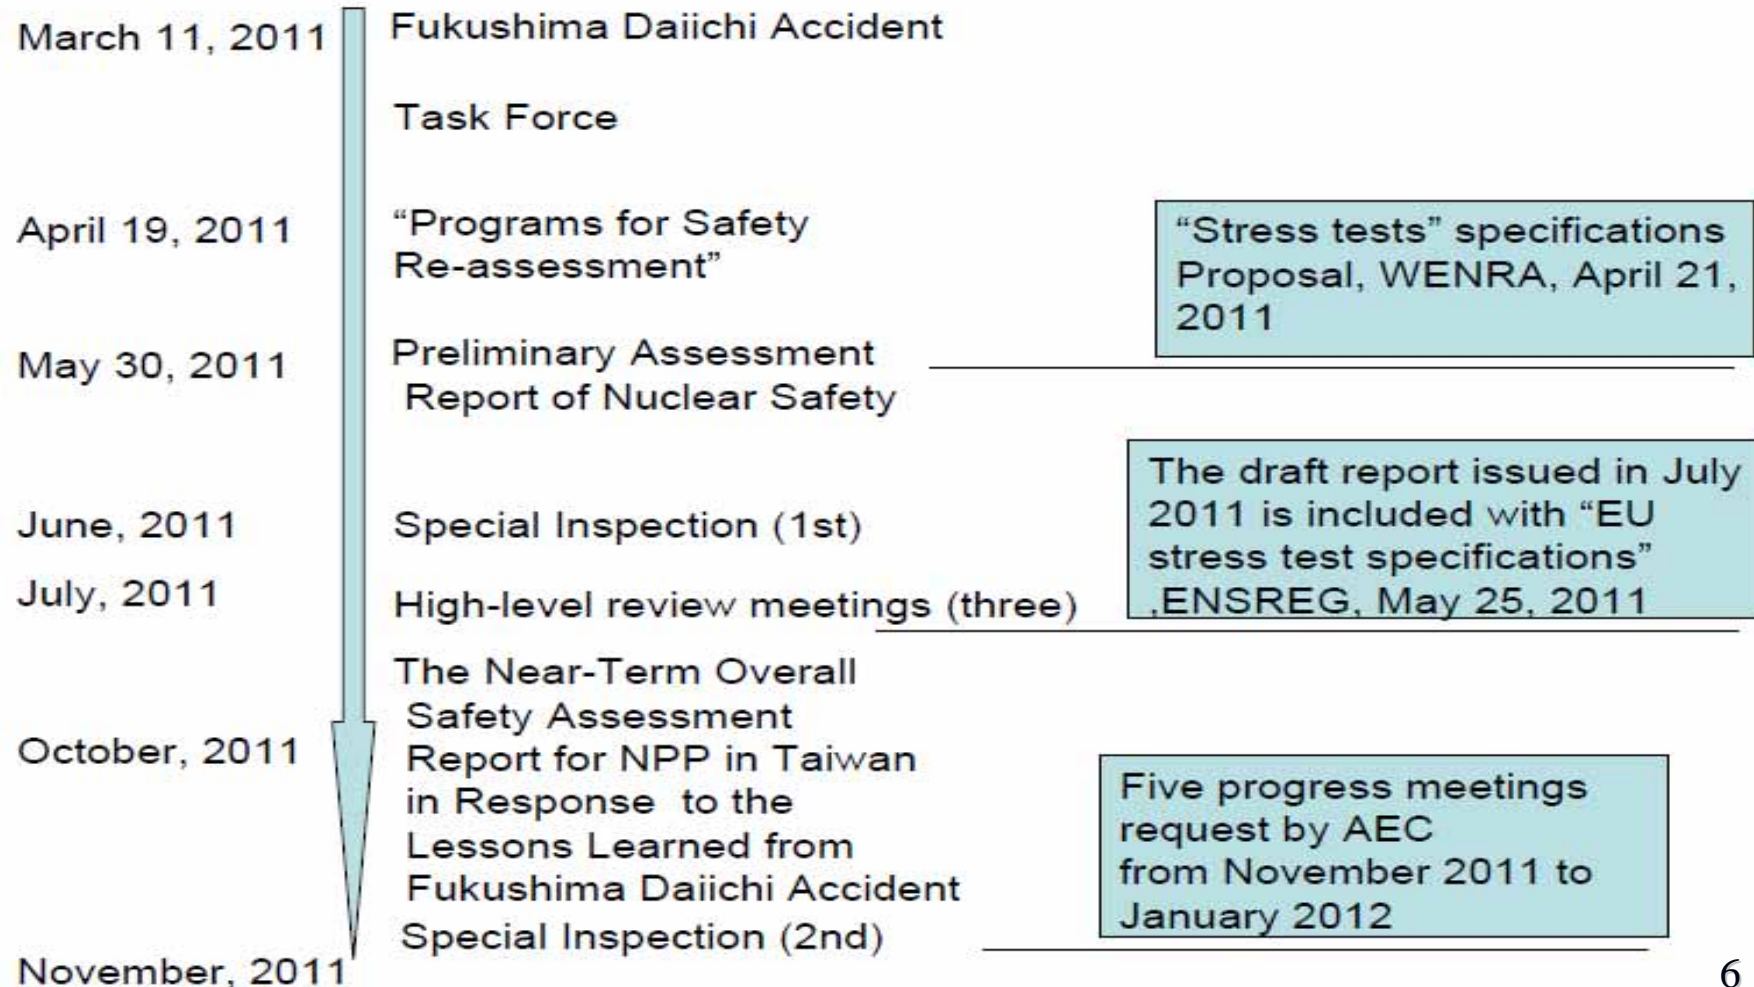 March 11, 2011
Fukushima Daiichi Accident
Task Force
April 19, 2011
“Programs for Safety
Re-assessment”
“Stress tests” specifications
Proposal, WENRA, April 21,
2011
May 30, 2011
Preliminary Assessment
Report of Nuclear Safety
The draft report issued in July
2011 is included with “EU
stress test specifications”
,ENSREG, May 25, 2011
June, 2011
Special Inspection (1st)
July, 2011
High-level review meetings (three)
October, 2011
The Near-Term Overall
Safety Assessment
Report for NPP in Taiwan
in Response to the
Lessons Learned from
Fukushima Daiichi Accident
Five progress meetings
request by AEC
from November 2011 to
January 2012
Special Inspection (2nd)
November, 2011
6